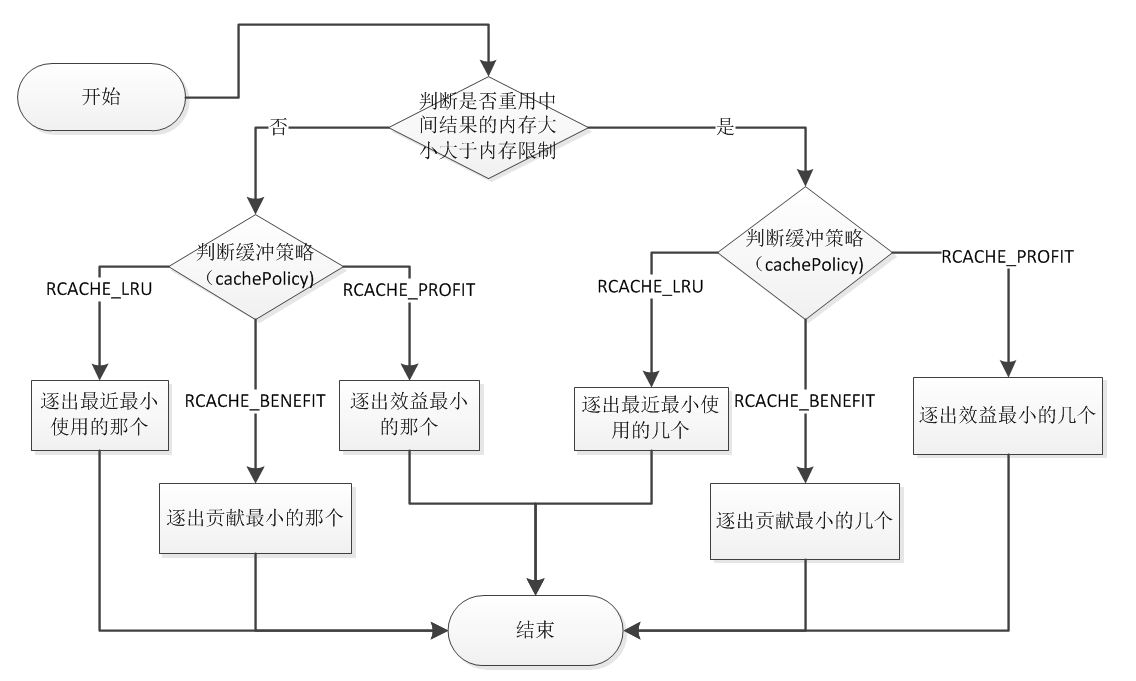 开始
判断是否重用中
间结果的内存大
小大于内存限制
否
是
判断缓冲策略
（cachePolicy)
判断缓冲策略
（cachePolicy)
RCACHE_LRU
RCACHE_PROFIT
RCACHE_LRU
RCACHE_PROFIT
逐出最近最小
使用的那个
RCACHE_BENEFIT
逐出效益最小
的那个
逐出最近最小使
用的几个
RCACHE_BENEFIT
逐出效益最小的几个
逐出贡献最小的那个
逐出贡献最小的几个
结束